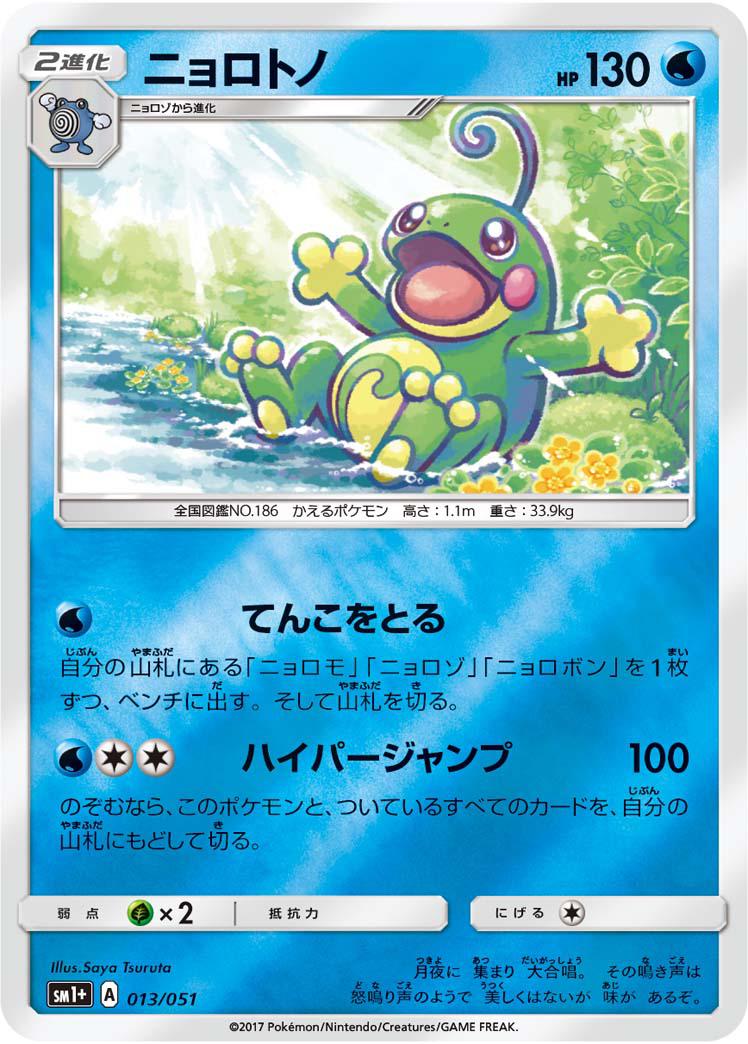 2進化 ニョロトノ HP 130
ニョロゾから進化
全国図鑑NO.186 かえるポケモン 高さ：1.1m 重さ：33.9kg
てんこをとる
自分の山札にある「ニョロモ」「ニョロゾ」「ニョロボン」を1枚
ずつ、ベンチに出す。そして山札を切る。
ハイパージャンプ 100
のぞむなら、このポケモンと、ついているすべてのカードを、自分の
山札にもどして切る。
弱点 ×2 抵抗力 にげる
Illus.Saya Tsuruta
月夜に 集まり 大合唱。 その鳴き声は
怒鳴り声のようで 美しくはないが 味が あるぞ。
SM1+ A 013/051
©2017 Pokémon/Nintendo/Creatures/GAME FREAK.